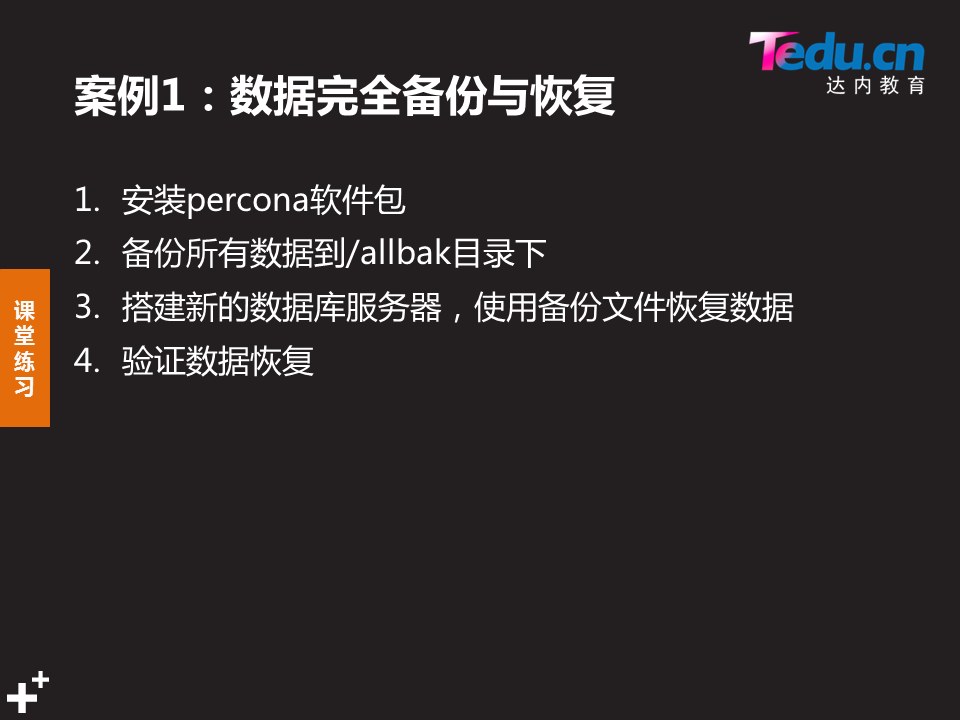 Tedu.cn
达内教育
案例1：数据完全备份与恢复
1. 安装percona软件包
2. 备份所有数据到/allbak目录下
3. 搭建新的数据库服务器，使用备份文件恢复数据
4. 验证数据恢复
课
堂
练
习